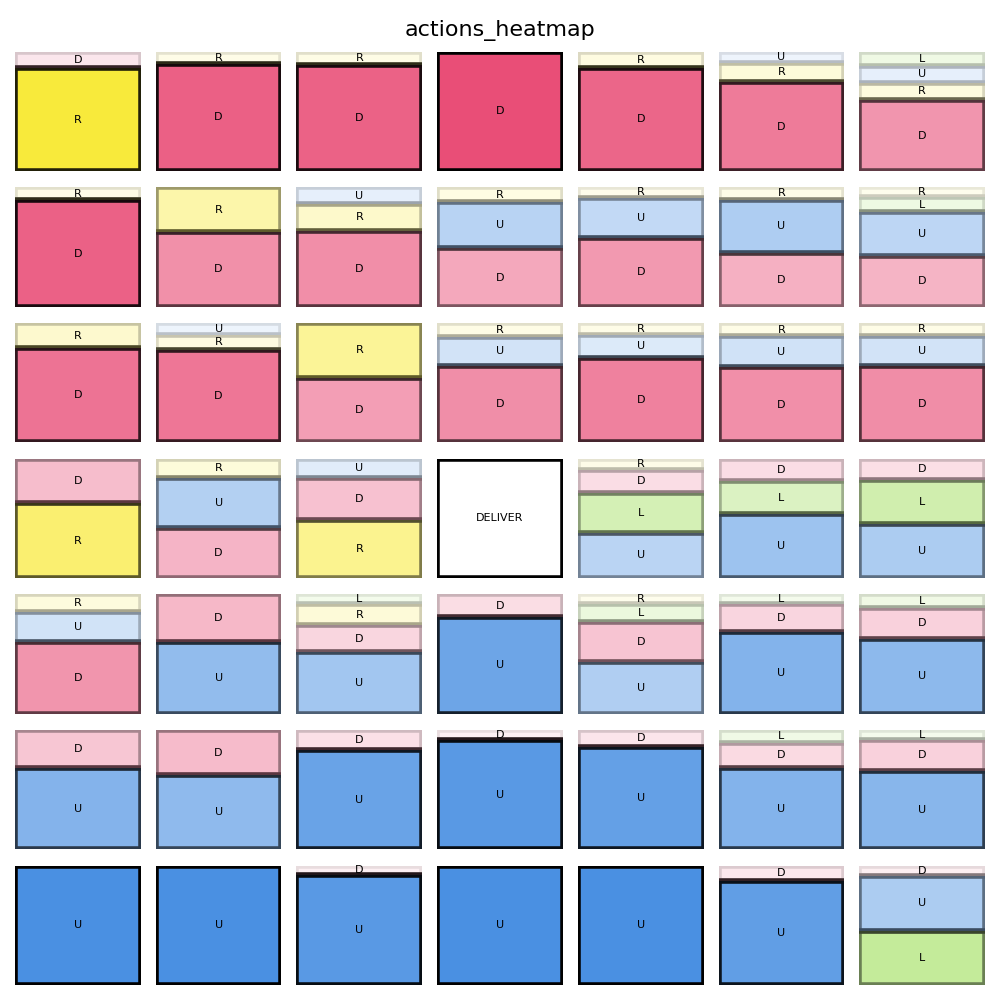 actions_heatmap
D R R R U L
R D D D D R U
D D R
D
R R U R R R R
D R R U U U L
D D D D U
D D
R U R R R R R
D R D U U U U
D D D D D
D R U DELIVER R D D
R U D D L L
D R L U U
U
R D L D R L L
U U R U L D D
D D D U U
U U
D D D D D L L
U U U U U D D
U U
U U D U U D D
U U U
L